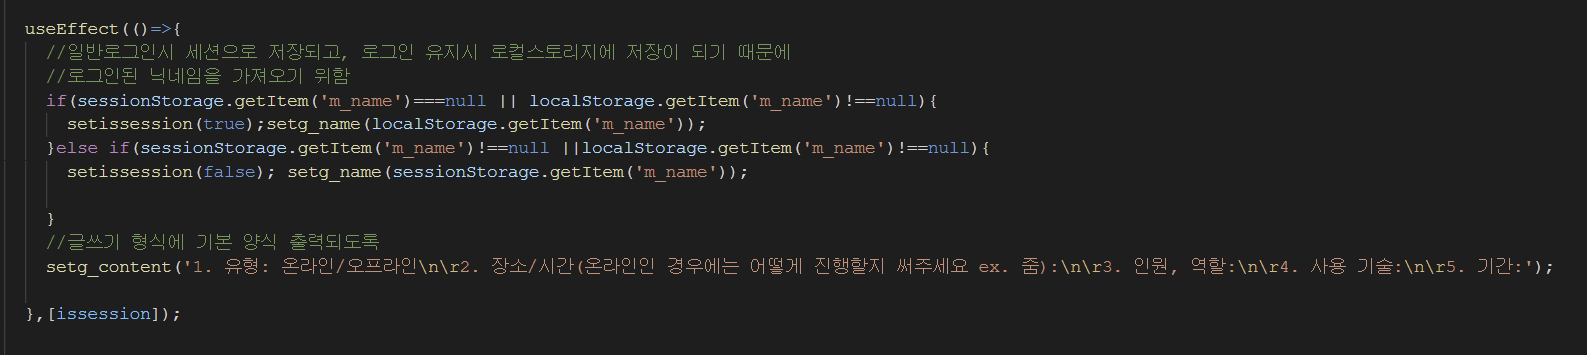 useEffect(()=>{
//일반로그인시 세션으로 저장되고, 로그인 유지시 로컬스토리지에 저장이 되기 때문에
//로그인된 닉네임을 가져오기 위함
if(sessionStorage.getItem('m_name')===null || localStorage.getItem('m_name')!==null){
setissession(true);setg_name(localStorage.getItem('m_name'));
}else if(sessionStorage.getItem('m_name')!==null ||localStorage.getItem('m_name')!==null){
setissession(false); setg_name(sessionStorage.getItem('m_name'));
}
//글쓰기 형식에 기본 양식 출력되도록
setg_content('1. 유형: 온라인/오프라인\n\r2. 장소/시간(온라인인 경우에는 어떻게 진행할지 써주세요 ex. 줌):\n\r3. 인원, 역할:\n\r4. 사용 기술:\n\r5. 기간:');
},[issession]);